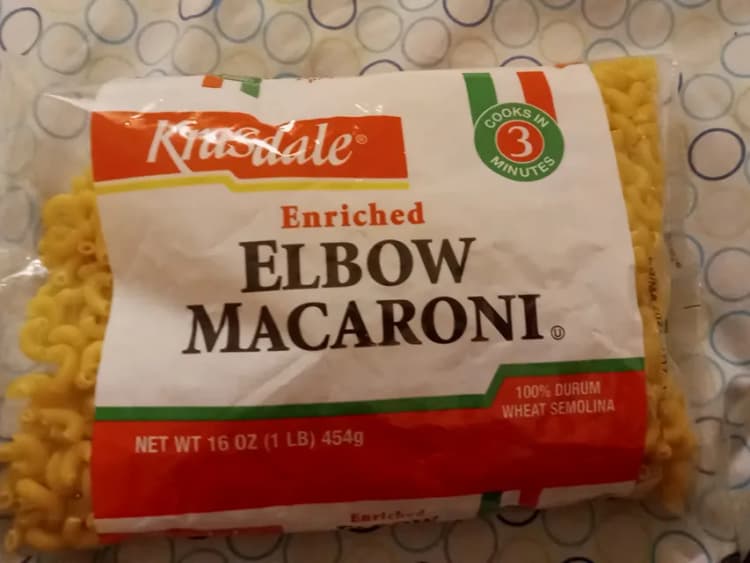 Krasdale®
COOKS IN
3
MINUTES
Enriched
ELBOW
MACARONI Ⓤ
100% DURUM
WHEAT SEMOLINA
NET WT 16 OZ (1 LB) 454g
Enriched